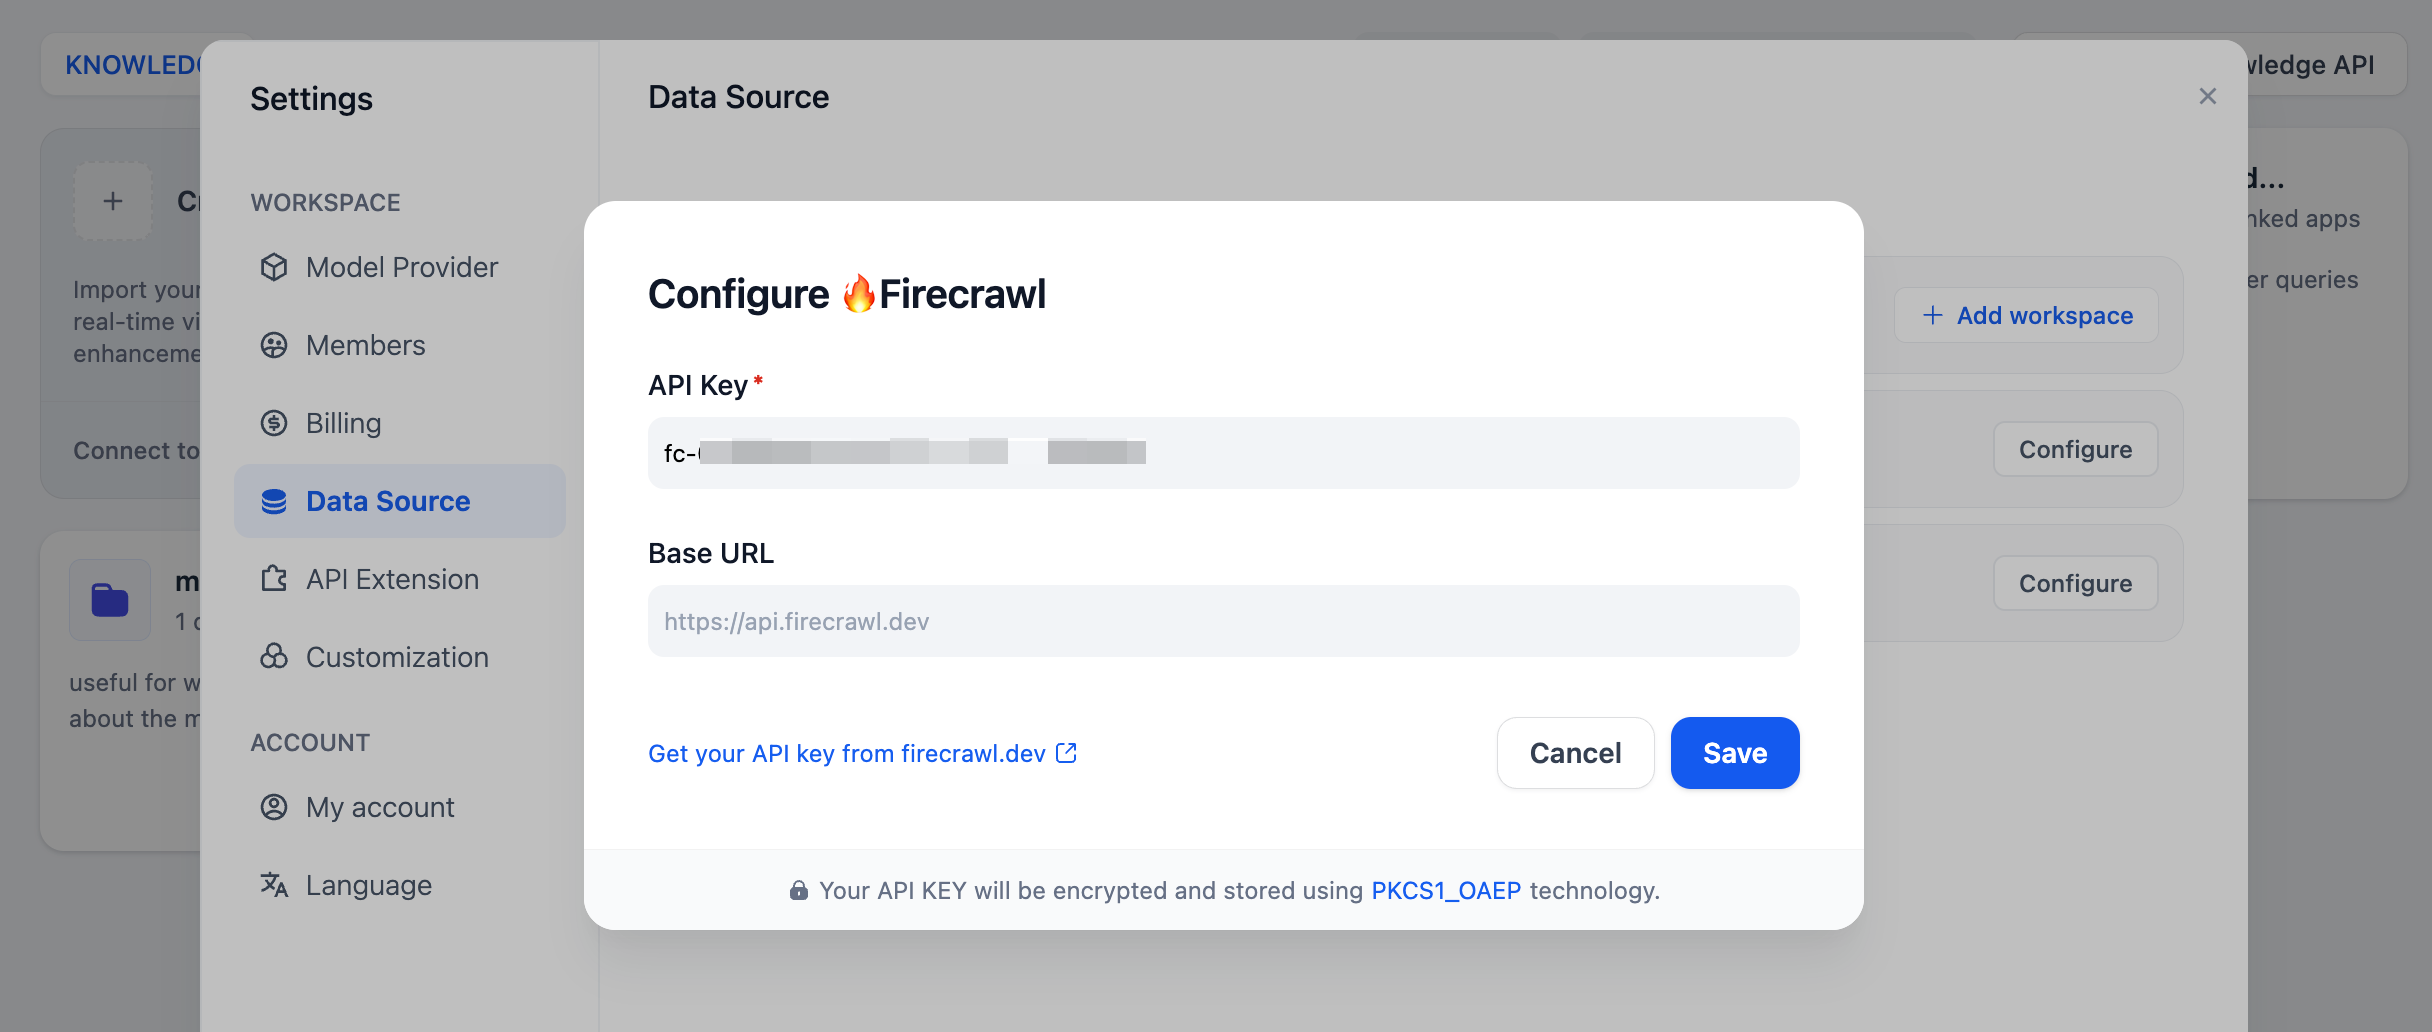 KNOWLEDG
wledge API
Settings
Data Source
WORKSPACE
Model Provider
Members
Billing
Data Source
API Extension
Customization
ACCOUNT
My account
Language
Import your
real-time vi
enhanceme
Connect to
1
useful for w
about the m
d...
nked apps
er queries
Add workspace
Configure
Configure
Configure 🔥Firecrawl
API Key*
fc-
Base URL
https://api.firecrawl.dev
Get your API key from firecrawl.dev
Cancel
Save
Your API KEY will be encrypted and stored using PKCS1_OAEP technology.